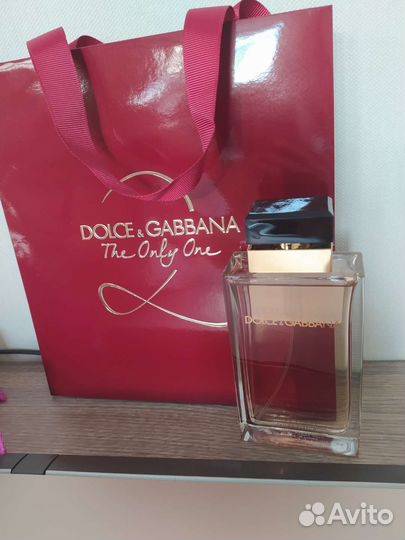 DOLCE & GABBANA
The Only One
DOLCE & GABBANA
Avito